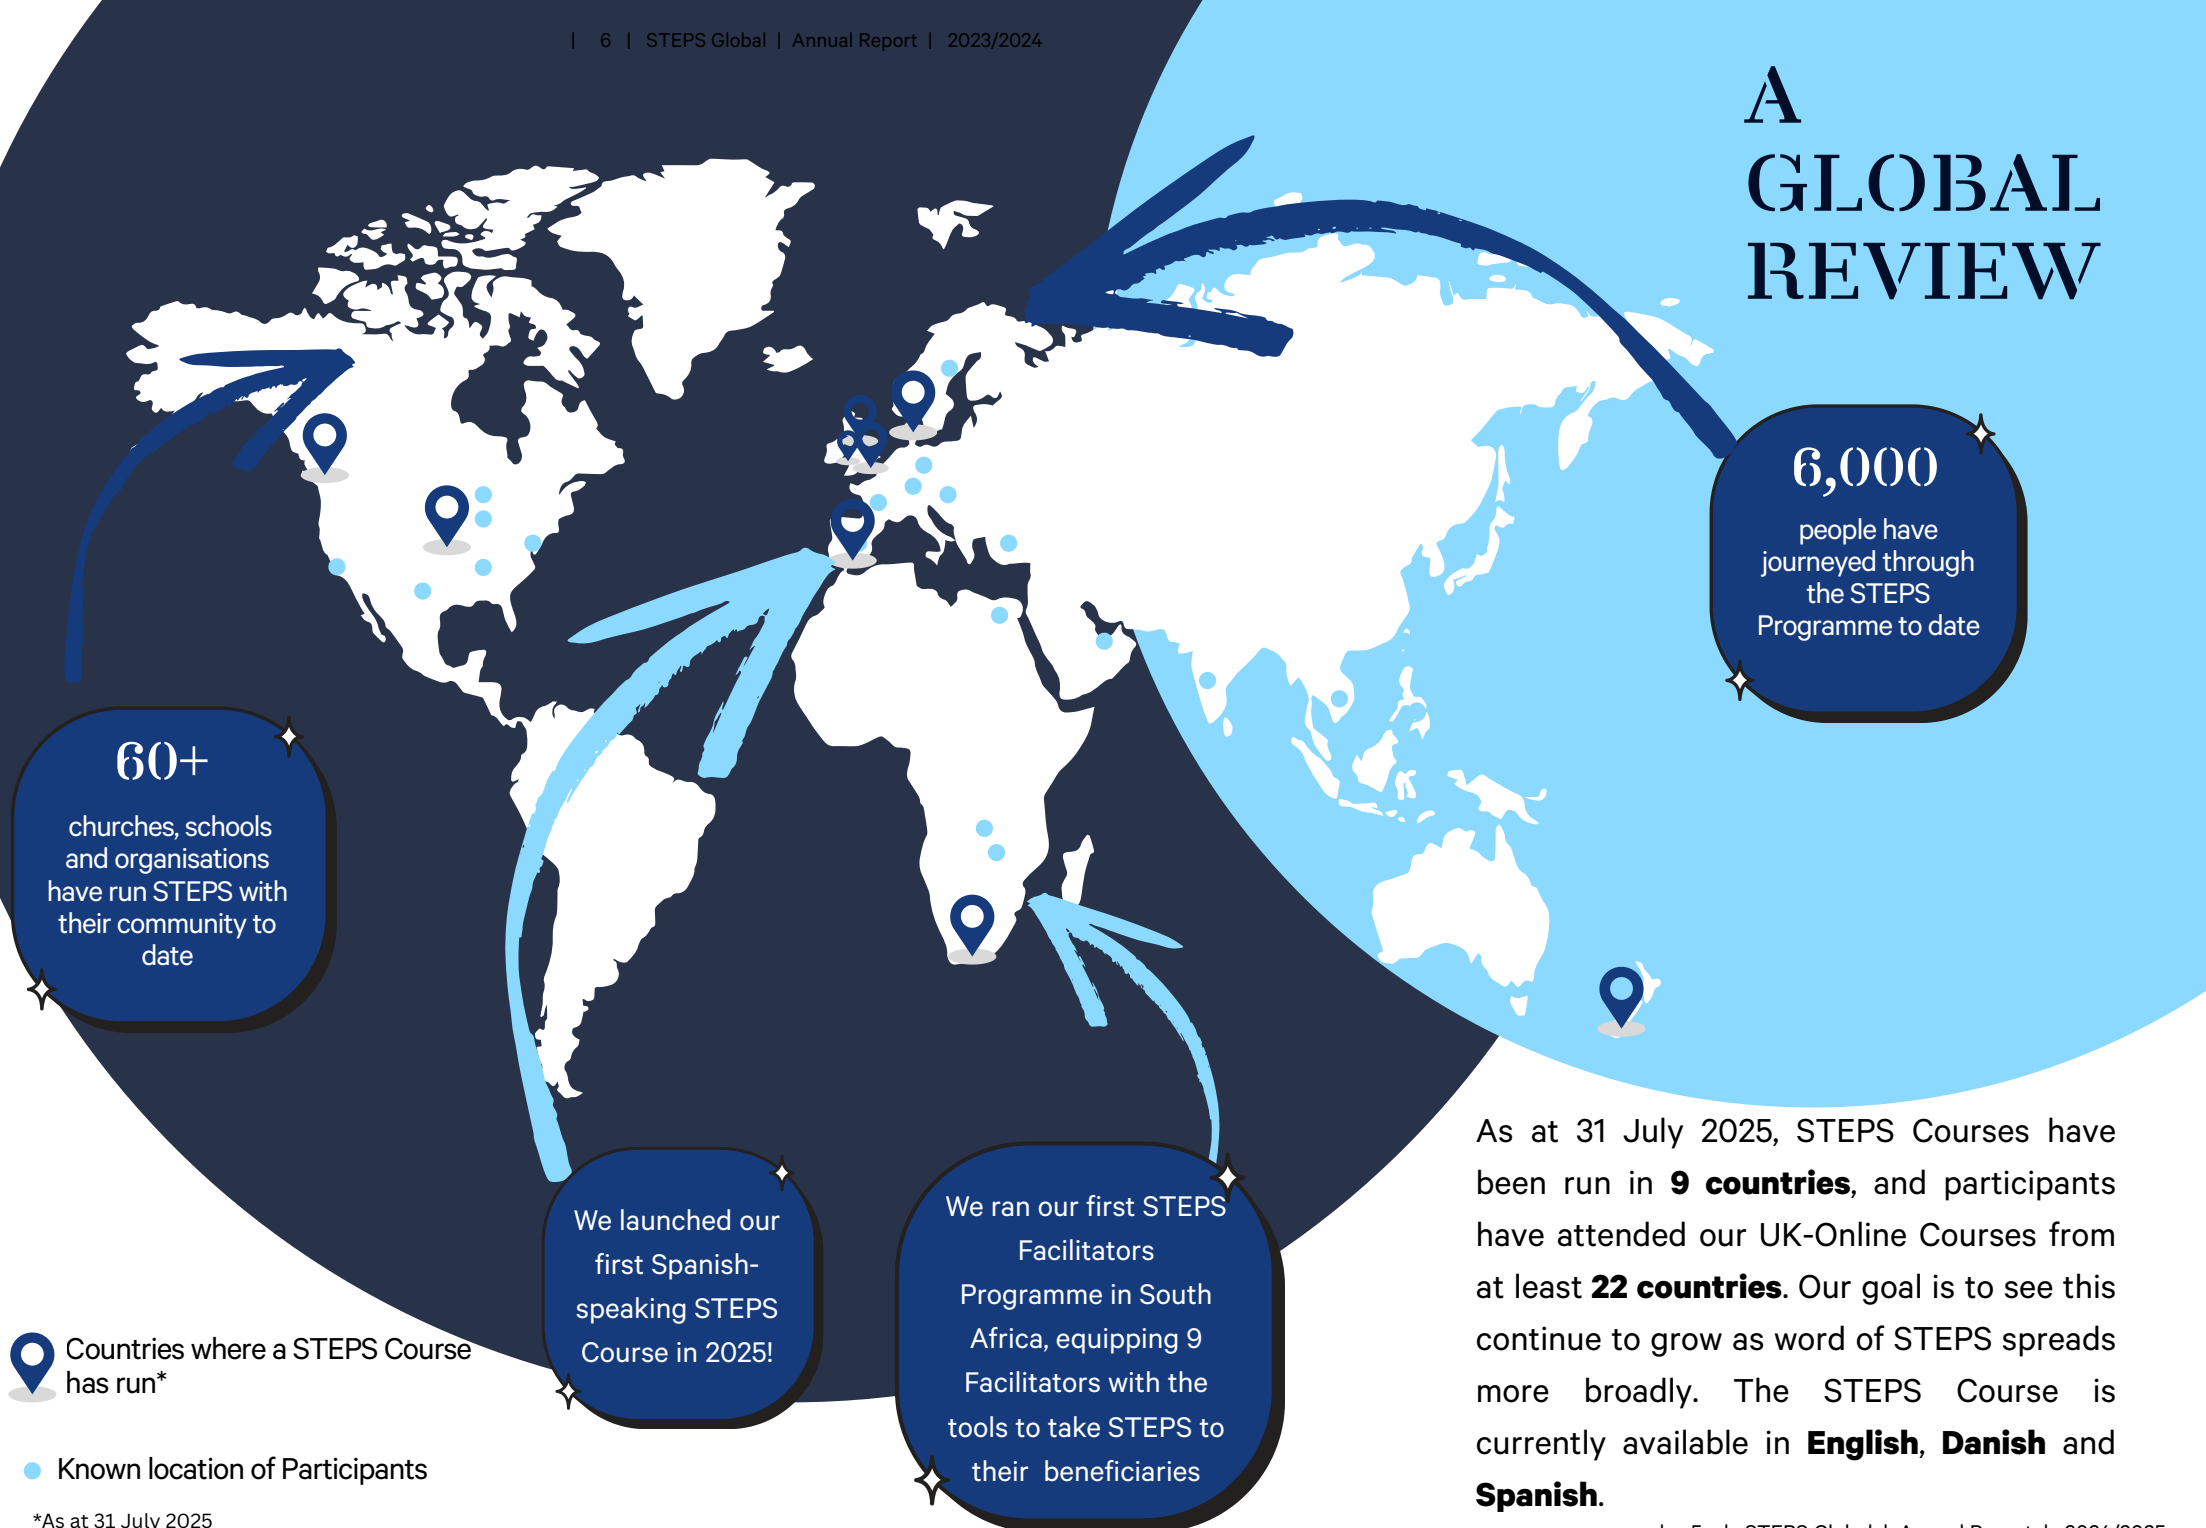 | 6 | STEPS Global | Annual Report | 2023/2024
A
GLOBAL
REVIEW
6,000
people have
journeyed through
the STEPS
Programme to date
60+
churches, schools
and organisations
have run STEPS with
their community to
date
We launched our
first Spanish-
speaking STEPS
Course in 2025!
We ran our first STEPS
Facilitators
Programme in South
Africa, equipping 9
Facilitators with the
tools to take STEPS to
their beneficiaries
As at 31 July 2025, STEPS Courses have
been run in 9 countries, and participants
have attended our UK-Online Courses from
at least 22 countries. Our goal is to see this
continue to grow as word of STEPS spreads
more broadly. The STEPS Course is
currently available in English, Danish and
Spanish.
Countries where a STEPS Course
has run*
Known location of Participants
*As at 31 July 2025